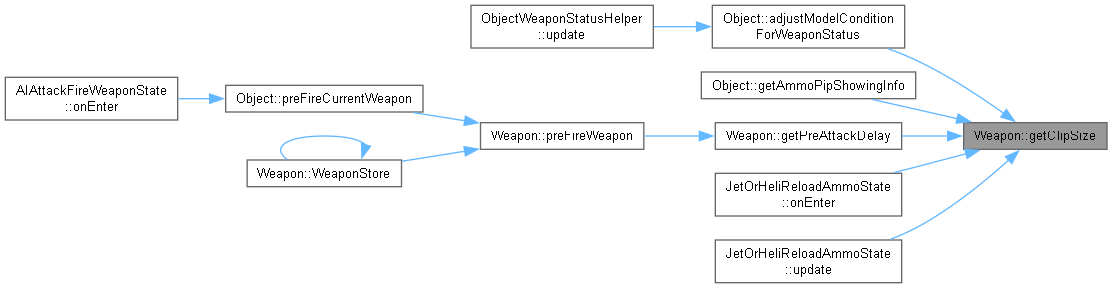 ObjectWeaponStatusHelper
::update
Object::adjustModelCondition
ForWeaponStatus
AIAttackFireWeaponState
::onEnter
Object::preFireCurrentWeapon
Object::getAmmoPipShowingInfo
Weapon::preFireWeapon
Weapon::getPreAttackDelay
Weapon::getClipSize
Weapon::WeaponStore
JetOrHeliReloadAmmoState
::onEnter
JetOrHeliReloadAmmoState
::update